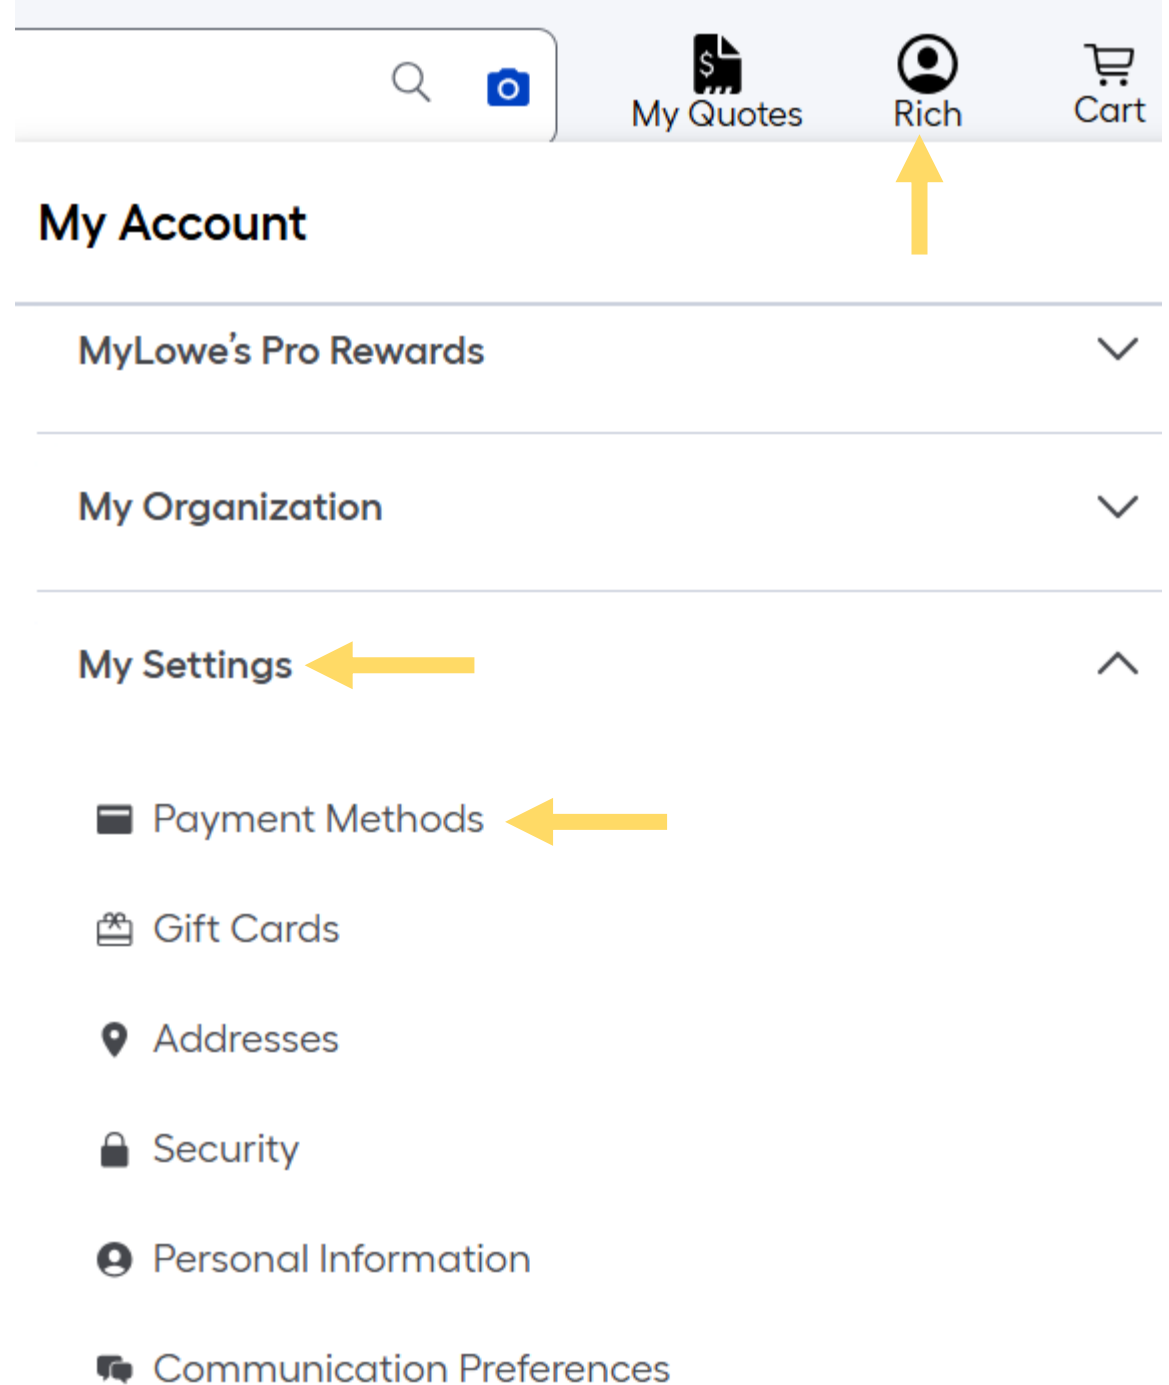 My Quotes
Rich
Cart
My Account
MyLowe's Pro Rewards
My Organization
My Settings
Payment Methods
Gift Cards
Addresses
Security
Personal Information
Communication Preferences